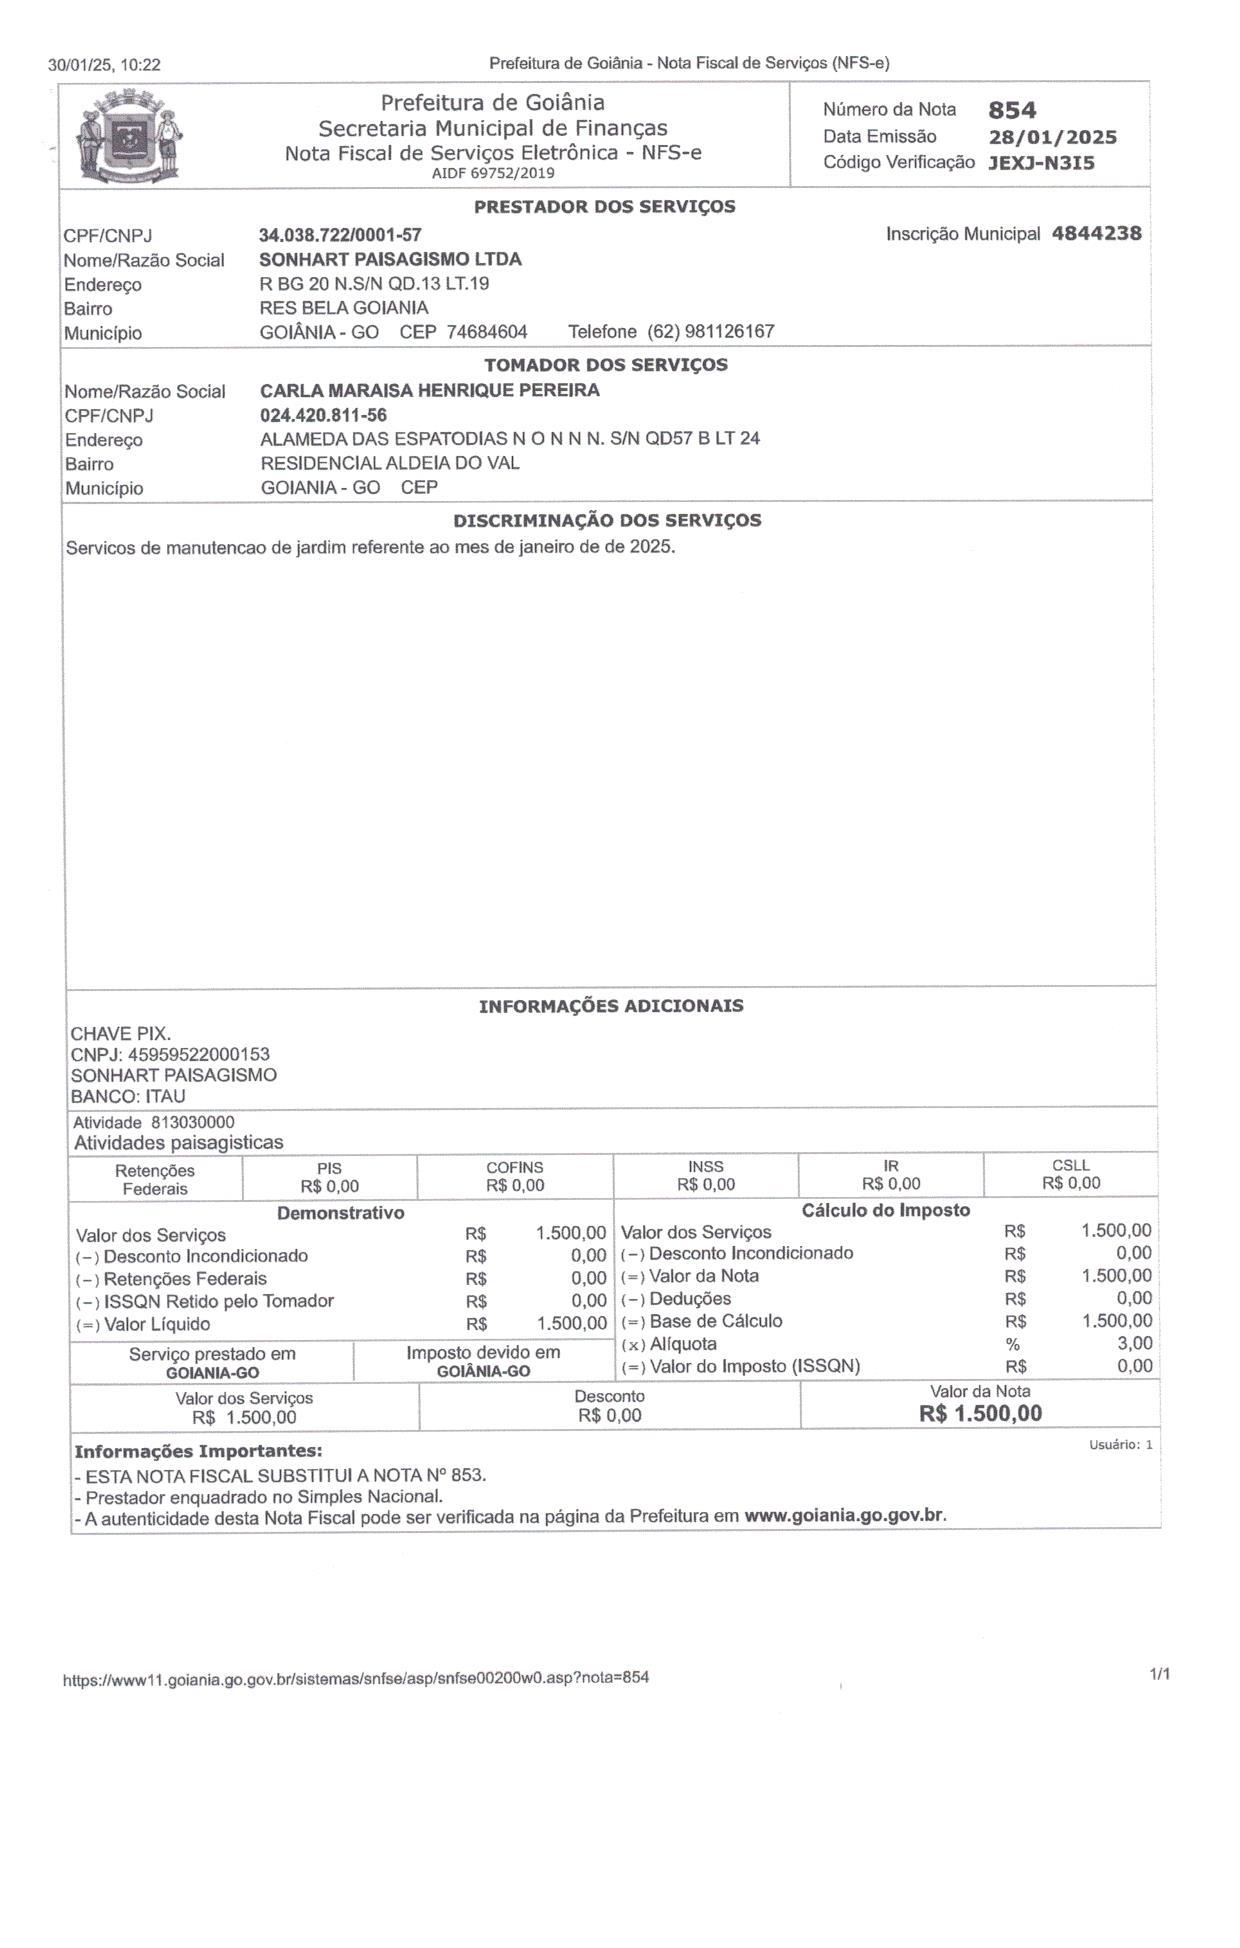 30/01/25, 10:22
Prefeitura de Goiânia - Nota Fiscal de Serviços (NFS-e)
Prefeitura de Goiânia
Secretaria Municipal de Finanças
Nota Fiscal de Serviços Eletrônica - NFS-e
AIDF 69752/2019
Número da Nota 854
Data Emissão 28/01/2025
Código Verificação JEXJ-N3I5
PRESTADOR DOS SERVIÇOS
CPF/CNPJ 34.038.722/0001-57 Inscrição Municipal 4844238
Nome/Razão Social SONHART PAISAGISMO LTDA
Endereço R BG 20 N.S/N QD.13 LT.19
Bairro RES BELA GOIANIA
Município GOIÂNIA - GO CEP 74684604 Telefone (62) 981126167
TOMADOR DOS SERVIÇOS
Nome/Razão Social CARLA MARAISA HENRIQUE PEREIRA
CPF/CNPJ 024.420.811-56
Endereço ALAMEDA DAS ESPATODIAS N O N N N. S/N QD57 B LT 24
Bairro RESIDENCIAL ALDEIA DO VAL
Município GOIANIA - GO CEP
DISCRIMINAÇÃO DOS SERVIÇOS
Servicos de manutencao de jardim referente ao mes de janeiro de de 2025.
INFORMAÇÕES ADICIONAIS
CHAVE PIX.
CNPJ: 45959522000153
SONHART PAISAGISMO
BANCO: ITAU
Atividade 813030000
Atividades paisagisticas
Retenções Federais
PIS R$ 0,00
COFINS R$ 0,00
INSS R$ 0,00
IR R$ 0,00
CSLL R$ 0,00
Demonstrativo
Valor dos Serviços R$ 1.500,00
(−) Desconto Incondicionado R$ 0,00
(−) Retenções Federais R$ 0,00
(−) ISSQN Retido pelo Tomador R$ 0,00
(=) Valor Líquido R$ 1.500,00
Cálculo do Imposto
Valor dos Serviços R$ 1.500,00
(−) Desconto Incondicionado R$ 0,00
(=) Valor da Nota R$ 1.500,00
(−) Deduções R$ 0,00
(=) Base de Cálculo R$ 1.500,00
(x) Alíquota % 3,00
(=) Valor do Imposto (ISSQN) R$ 0,00
Serviço prestado em
GOIANIA-GO
Imposto devido em
GOIÂNIA-GO
Valor dos Serviços
R$ 1.500,00
Desconto
R$ 0,00
Valor da Nota
R$ 1.500,00
Informações Importantes: Usuário: 1
- ESTA NOTA FISCAL SUBSTITUI A NOTA Nº 853.
- Prestador enquadrado no Simples Nacional.
- A autenticidade desta Nota Fiscal pode ser verificada na página da Prefeitura em www.goiania.go.gov.br.
https://www11.goiania.go.gov.br/sistemas/snfse/asp/snfse00200w0.asp?nota=854
1/1